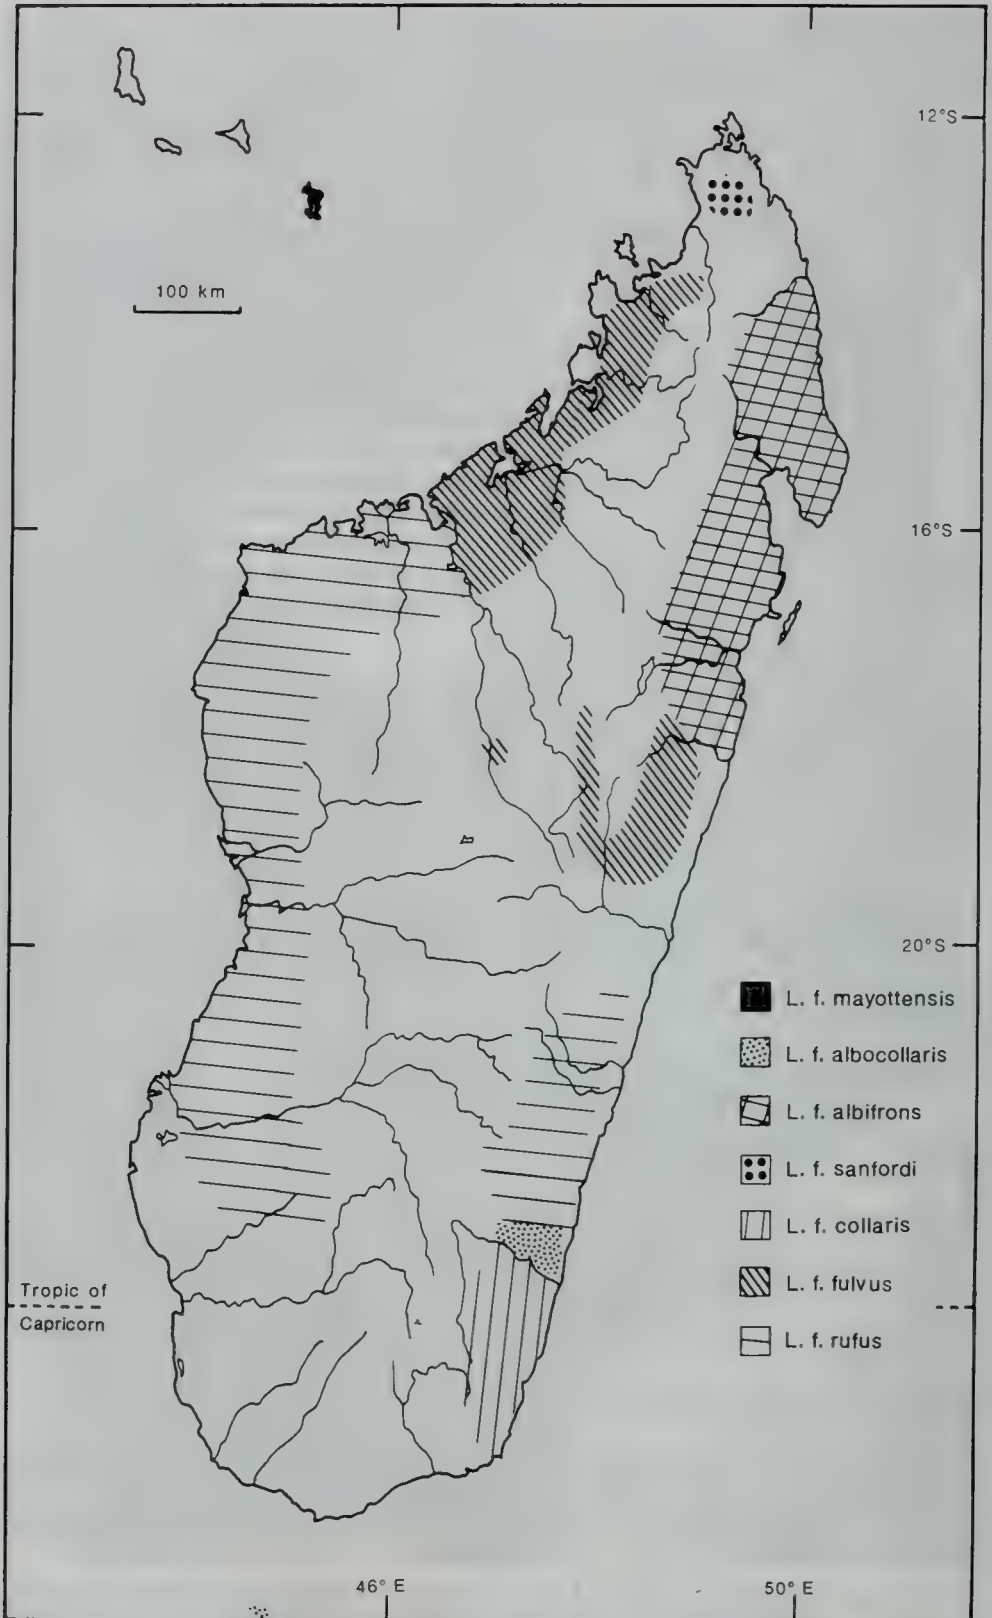 12°S
100 km
16°S
20°S
L. f. mayottensis
L. f. albocollaris
L. f. albifrons
L. f. sanfordi
L. f. collaris
L. f. fulvus
L. f. rufus
Tropic of
Capricorn
46° E
50° E